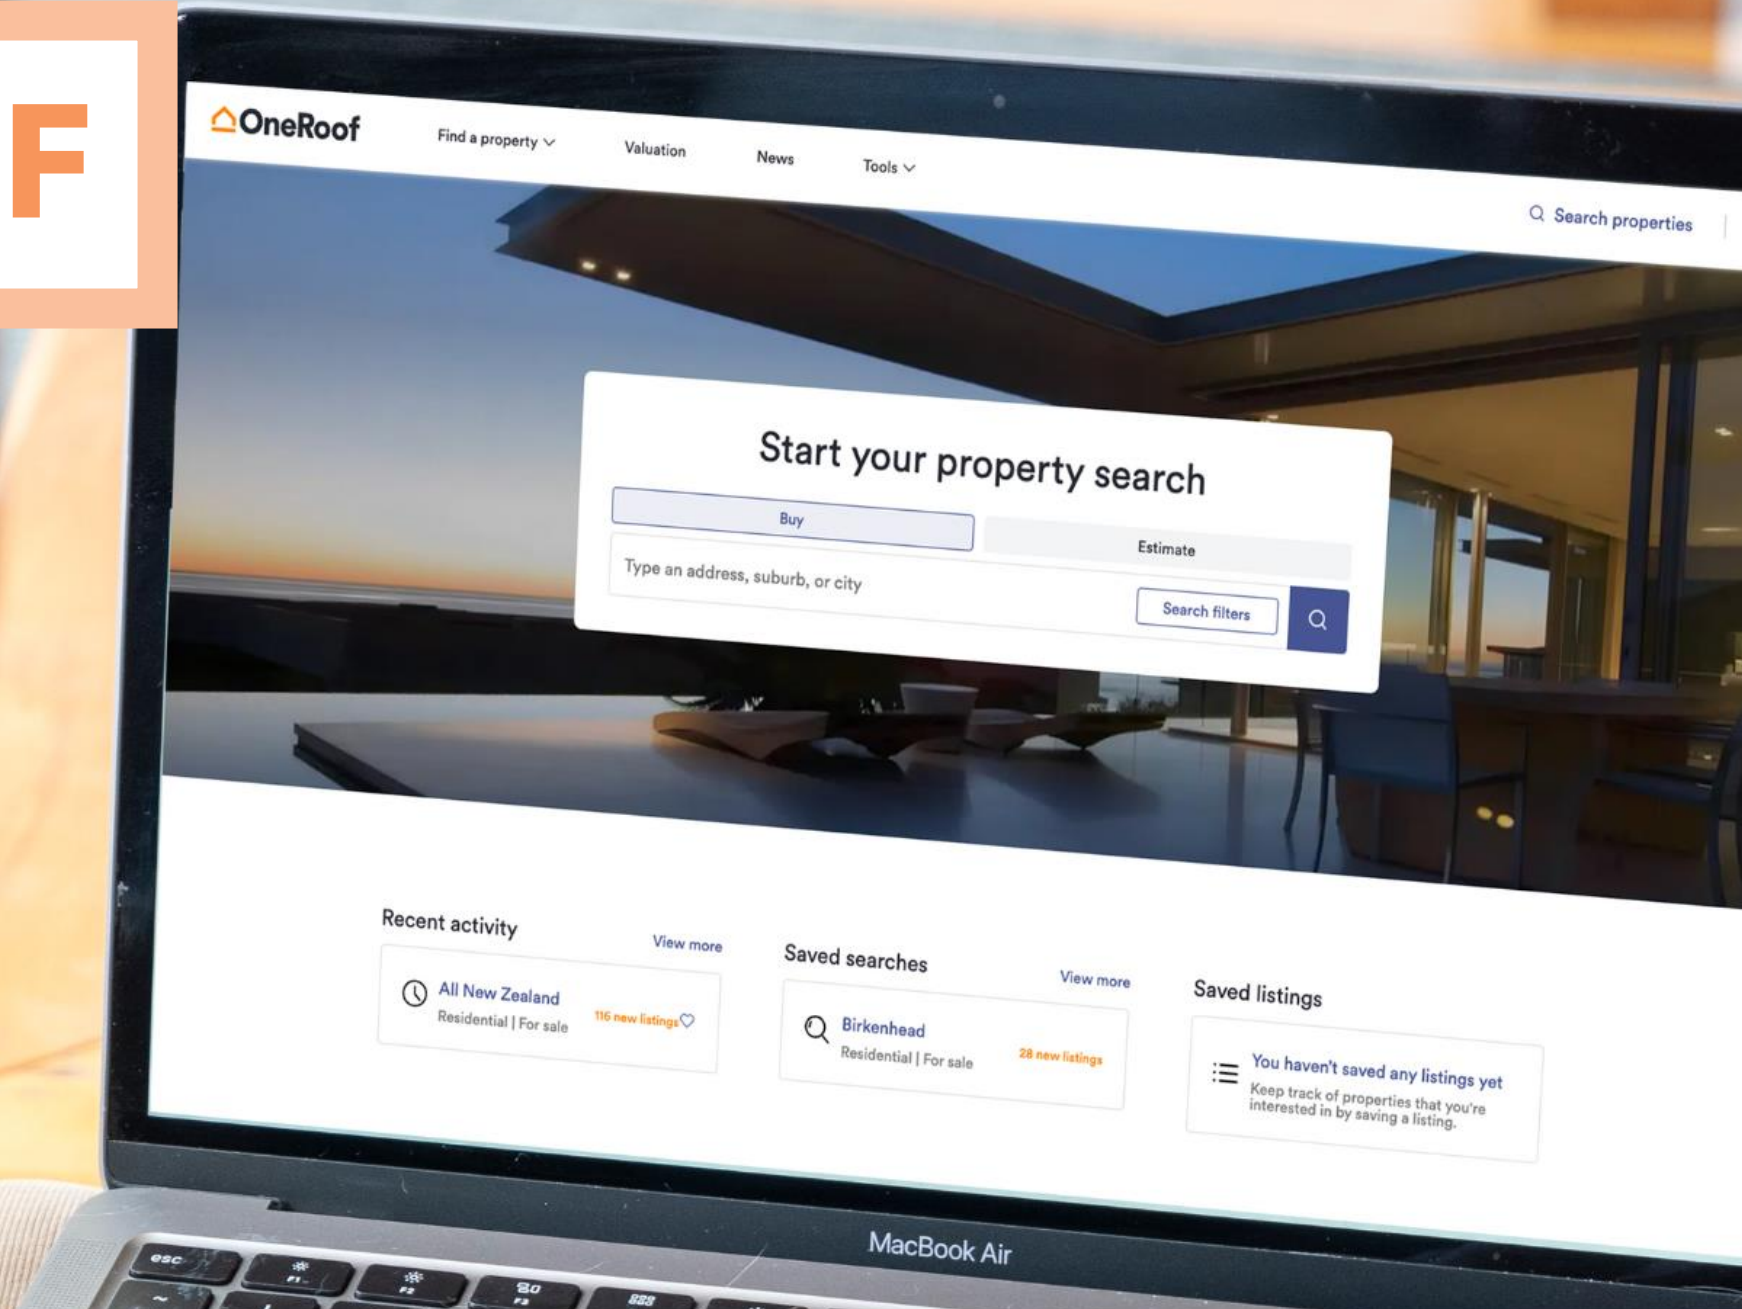 F
OneRoof
Find a property
Valuation
News
Tools
Search properties
Start your property search
Buy
Estimate
Type an address, suburb, or city
Search filters
Recent activity
View more
All New Zealand
Residential | For sale
116 new listings
Saved searches
View more
Birkenhead
Residential | For sale
28 new listings
Saved listings
You haven't saved any listings yet
Keep track of properties that you're
interested in by saving a listing.
MacBook Air
esc
F1
F2
F3
~